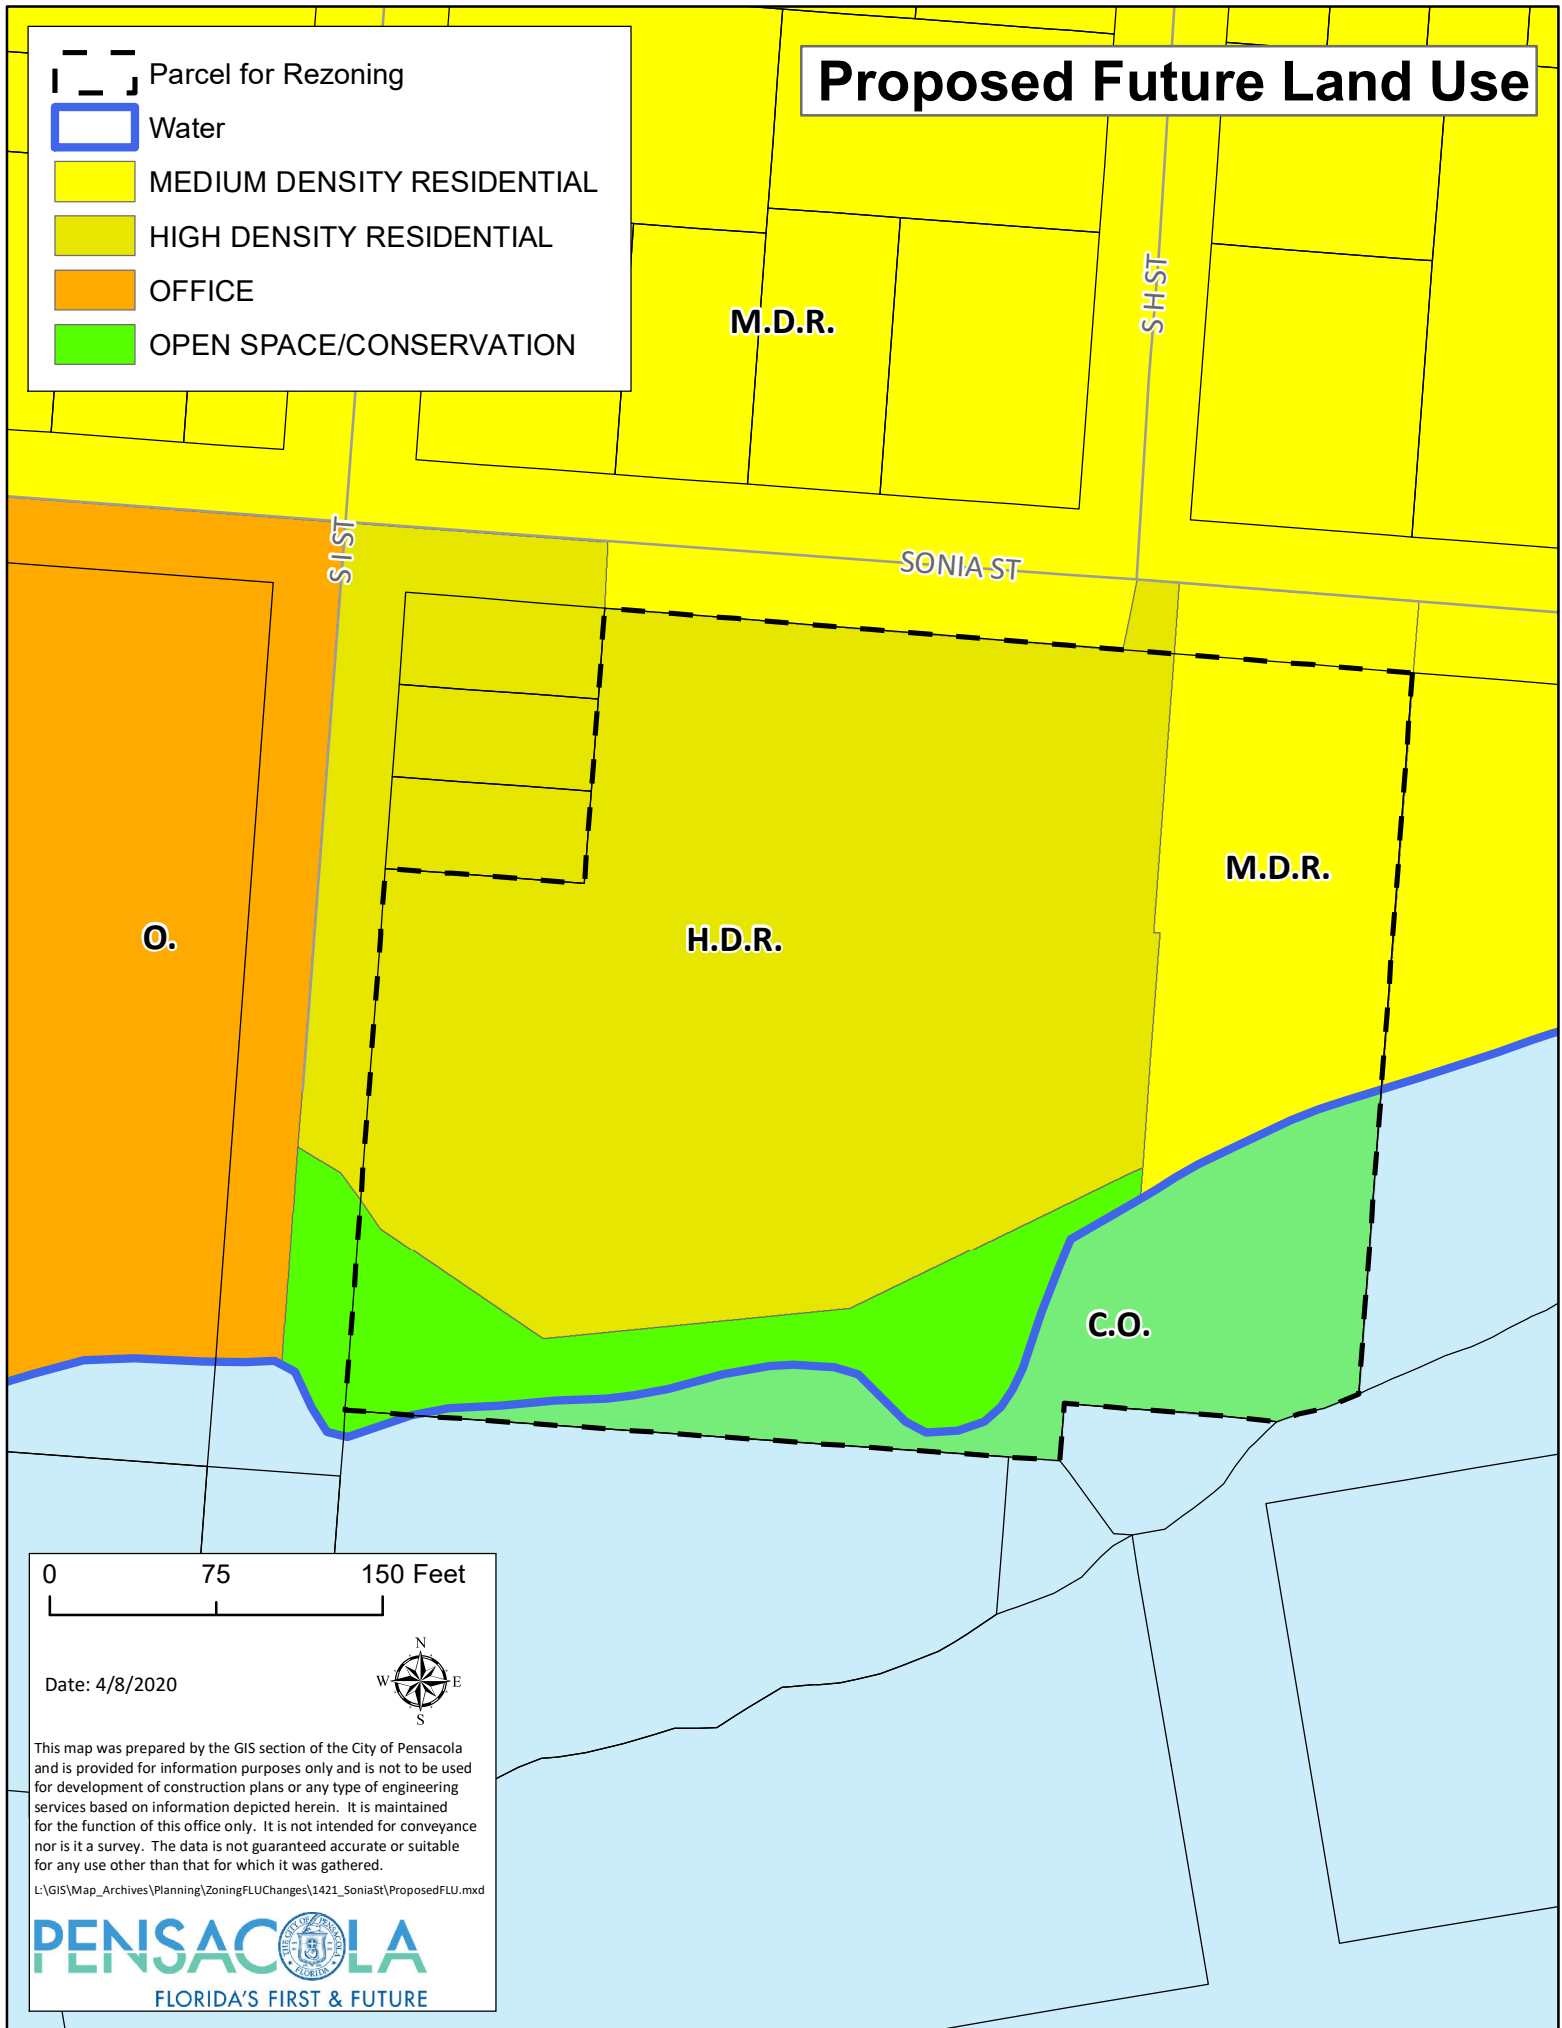 Proposed Future Land Use
Parcel for Rezoning
Water
MEDIUM DENSITY RESIDENTIAL
HIGH DENSITY RESIDENTIAL
OFFICE
OPEN SPACE/CONSERVATION
M.D.R.
S H ST
S I ST
SONIA ST
M.D.R.
O.
H.D.R.
C.O.
0 75 150 Feet
N
W E
S
Date: 4/8/2020
This map was prepared by the GIS section of the City of Pensacola
and is provided for information purposes only and is not to be used
for development of construction plans or any type of engineering
services based on information depicted herein. It is maintained
for the function of this office only. It is not intended for conveyance
nor is it a survey. The data is not guaranteed accurate or suitable
for any use other than that for which it was gathered.
L:\GIS\Map_Archives\Planning\ZoningFLUChanges\1421_SoniaSt\ProposedFLU.mxd
PENSACOLA
THE CITY OF PENSACOLA
FLORIDA
FLORIDA'S FIRST & FUTURE